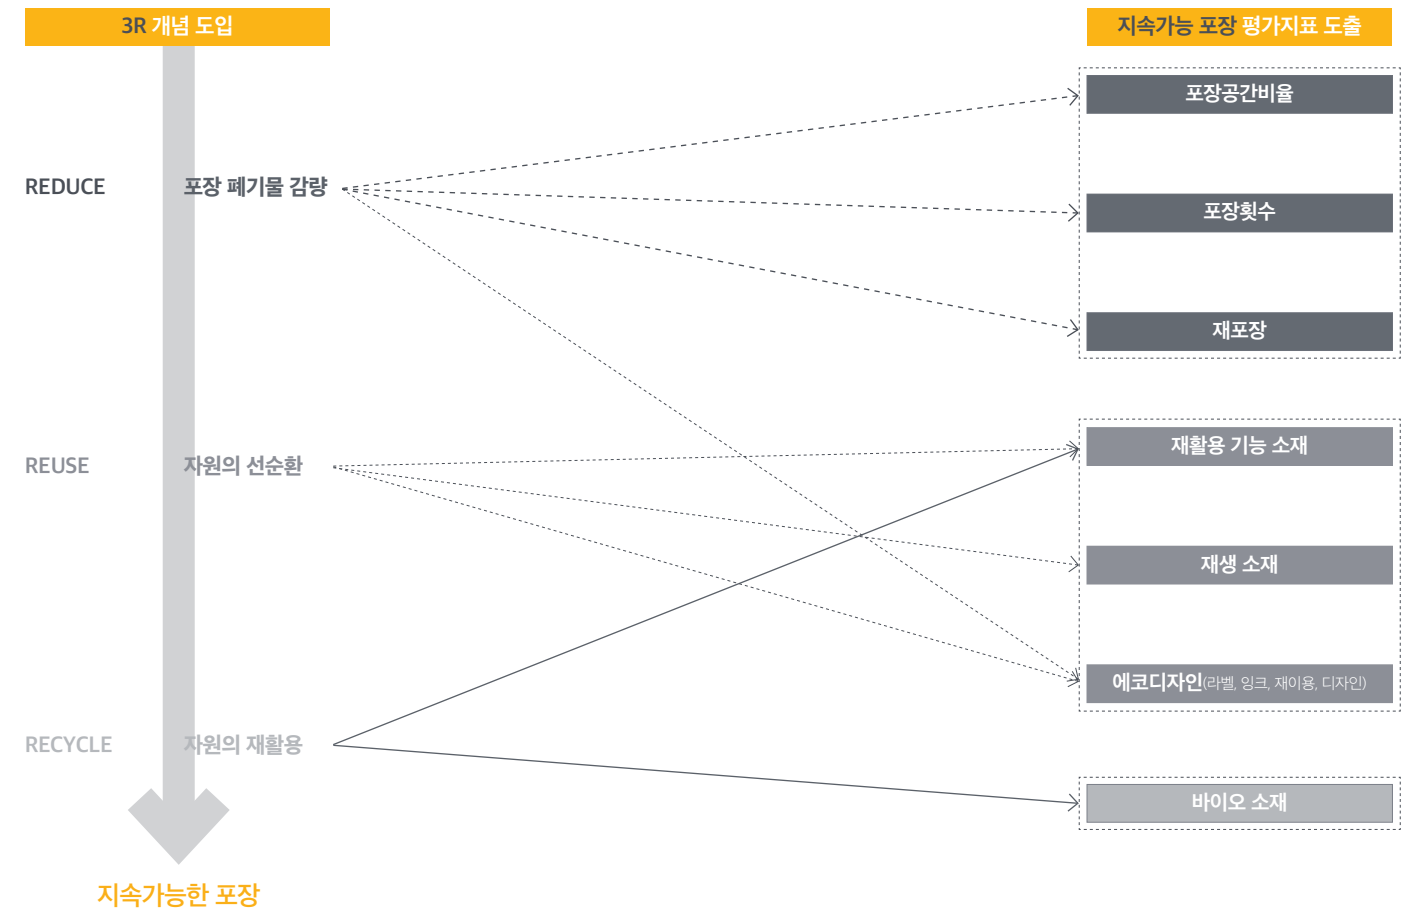 3R 개념 도입
지속가능 포장 평가지표 도출
REDUCE
포장 폐기물 감량
포장공간비율
포장횟수
재포장
REUSE
자원의 선순환
재활용 기능 소재
재생 소재
에코디자인(라벨, 잉크, 재이용, 디자인)
RECYCLE
자원의 재활용
바이오 소재
지속가능한 포장